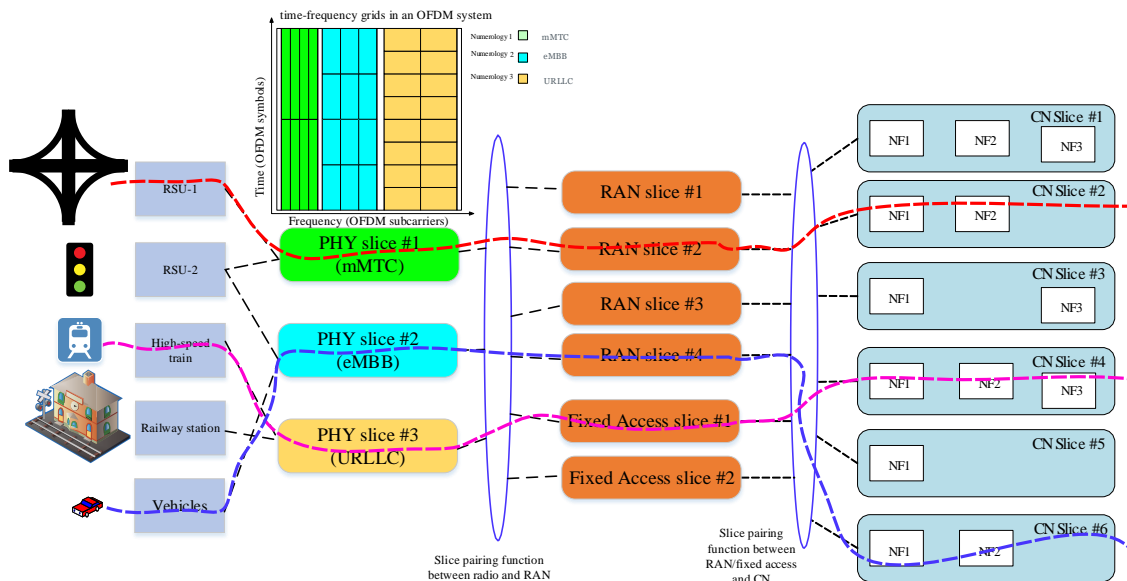 time-frequency grids in an OFDM system
Numerology 1
mMTC
Numerology 2
eMBB
Numerology 3
URLLC
Time (OFDM symbols)
Frequency (OFDM subcarriers)
RSU-1
RSU-2
High-speed
train
Railway station
Vehicles
PHY slice #1
(mMTC)
PHY slice #2
(eMBB)
PHY slice #3
(URLLC)
Slice pairing function
between radio and RAN
RAN slice #1
RAN slice #2
RAN slice #3
RAN slice #4
Fixed Access slice #1
Fixed Access slice #2
Slice pairing
function between
RAN/fixed access
and CN
CN Slice #1
NF1
NF2
NF3
CN Slice #2
NF1
NF2
CN Slice #3
NF1
NF3
CN Slice #4
NF1
NF2
NF3
CN Slice #5
NF1
CN Slice #6
NF1
NF2